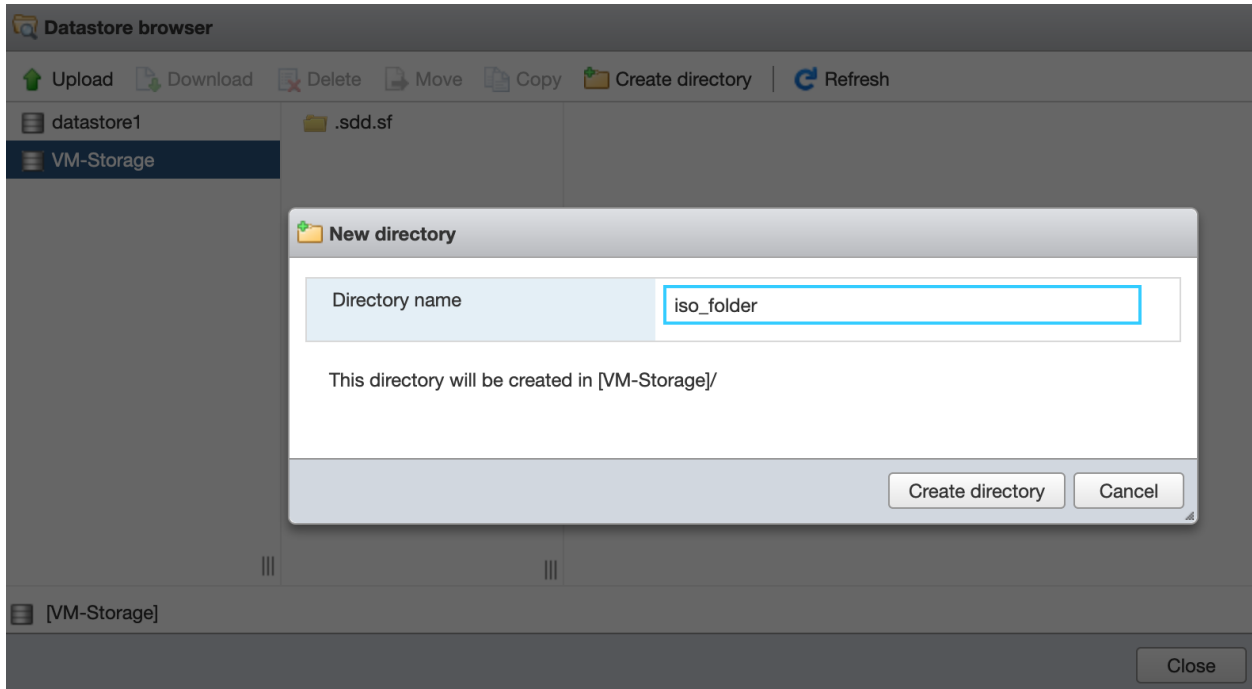 Datastore browser
Upload Download Delete Move Copy Create directory Refresh
datastore1
.sdd.sf
VM-Storage
New directory
Directory name
iso_folder
This directory will be created in [VM-Storage]/
Create directory Cancel
[VM-Storage]
Close